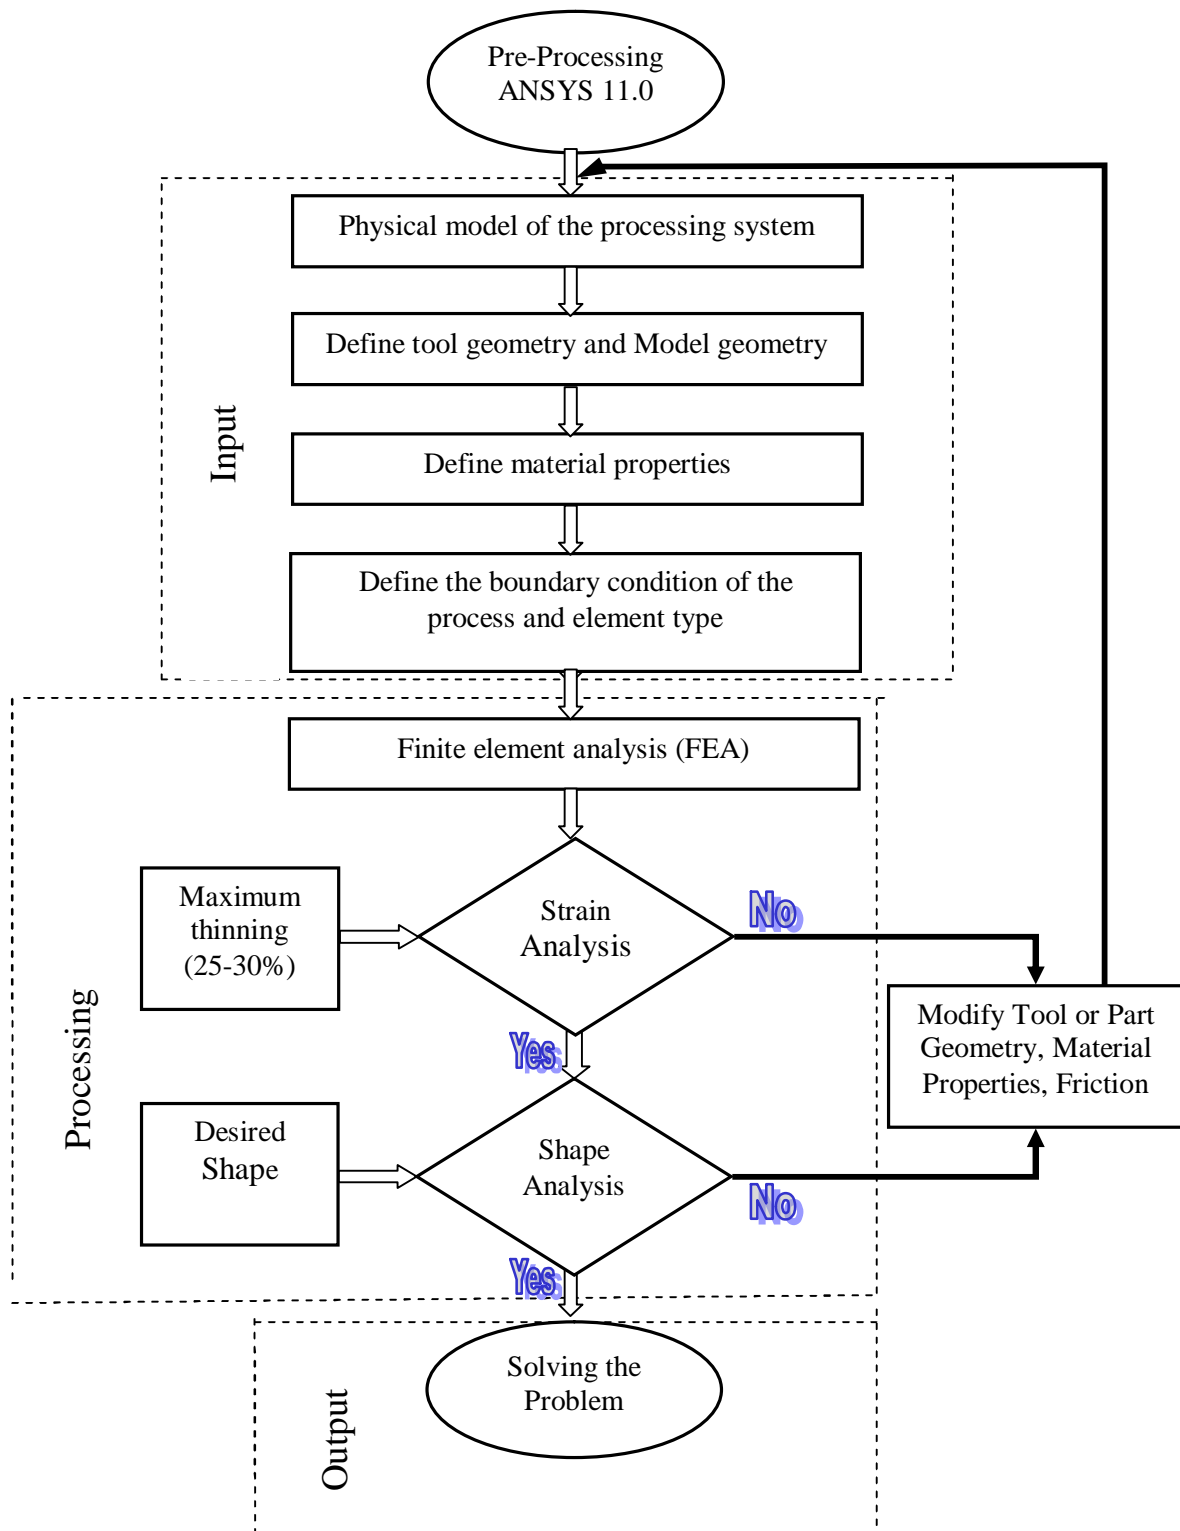 Pre-Processing
ANSYS 11.0
Physical model of the processing system
Define tool geometry and Model geometry
Input
Define material properties
Define the boundary condition of the
process and element type
Finite element analysis (FEA)
Maximum
thinning
(25-30%)
Strain
Analysis
No
Modify Tool or Part
Geometry, Material
Properties, Friction
Processing
Yes
Desired
Shape
Shape
Analysis
No
Yes
Solving the
Problem
Output